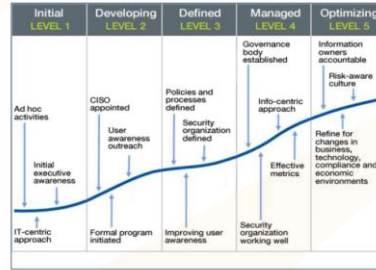 Initial
LEVEL 1
Developing
LEVEL 2
Defined
LEVEL 3
Managed
LEVEL 4
Optimizing
LEVEL 5
Ad hoc
activities
Initial
executive
awareness
IT-centric
approach
CISO
appointed
User
awareness
outreach
Formal program
initiated
Policies and
processes
defined
Security
organization
defined
Improving user
awareness
Governance
body
established
Info-centric
approach
Effective
metrics
Security
organization
working well
Information
owners
accountable
Risk-aware
culture
Refine for
changes in
business,
technology,
compliance and
economic
environments